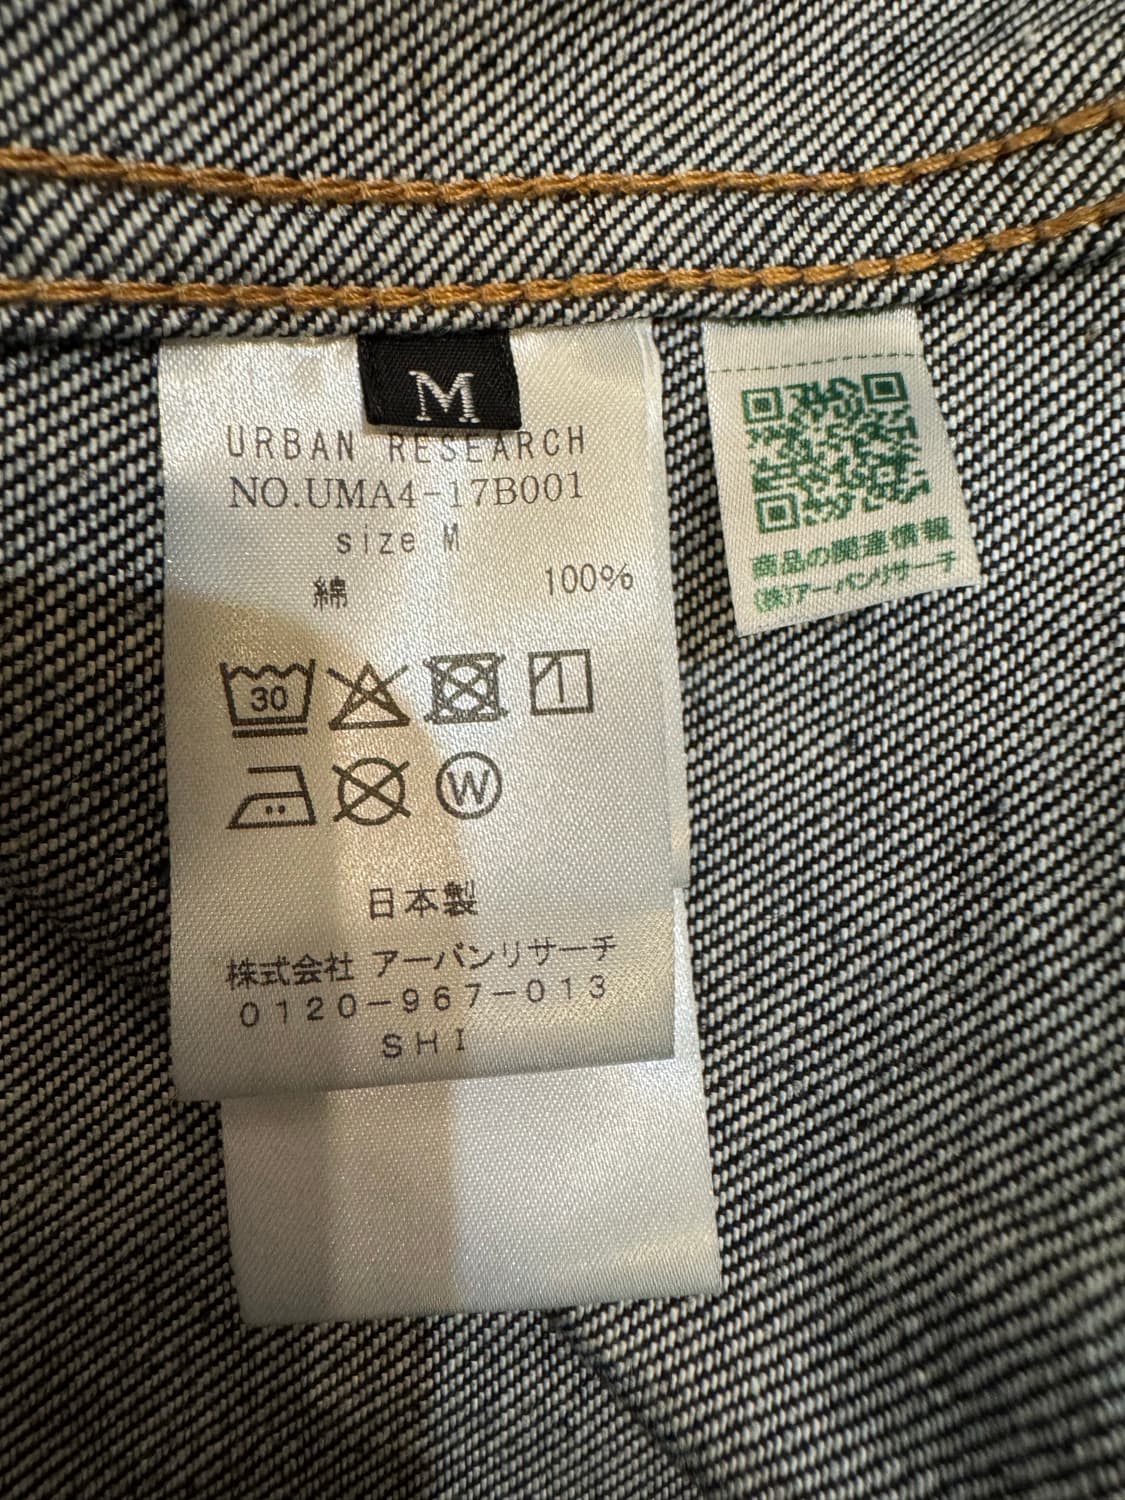 M
URBAN RESEARCH
NO.UMA4-17B001
size M
綿 100%
30
W
日本製
株式会社 アーバンリサーチ
0120-967-013
SHI
商品の関連情報
(株)アーバンリサーチ